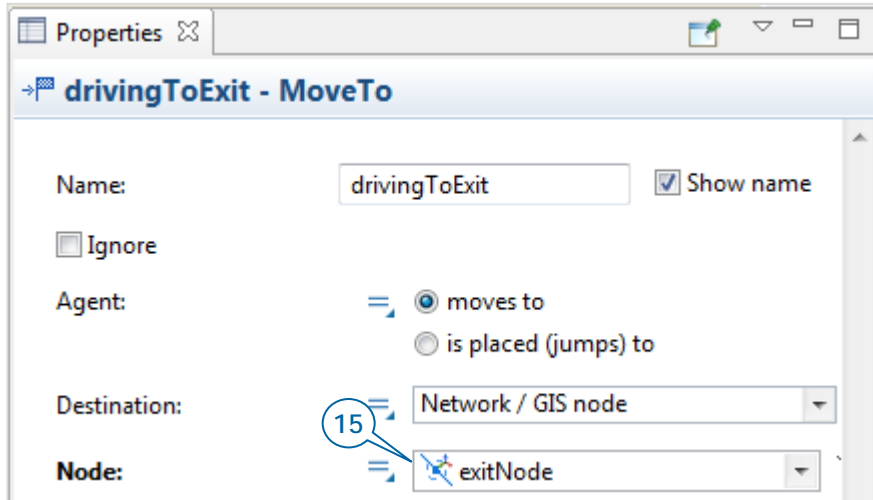 Properties
drivingToExit - MoveTo
Name: drivingToExit Show name
Ignore
Agent: moves to
is placed (jumps) to
Destination: Network / GIS node
15
Node: exitNode